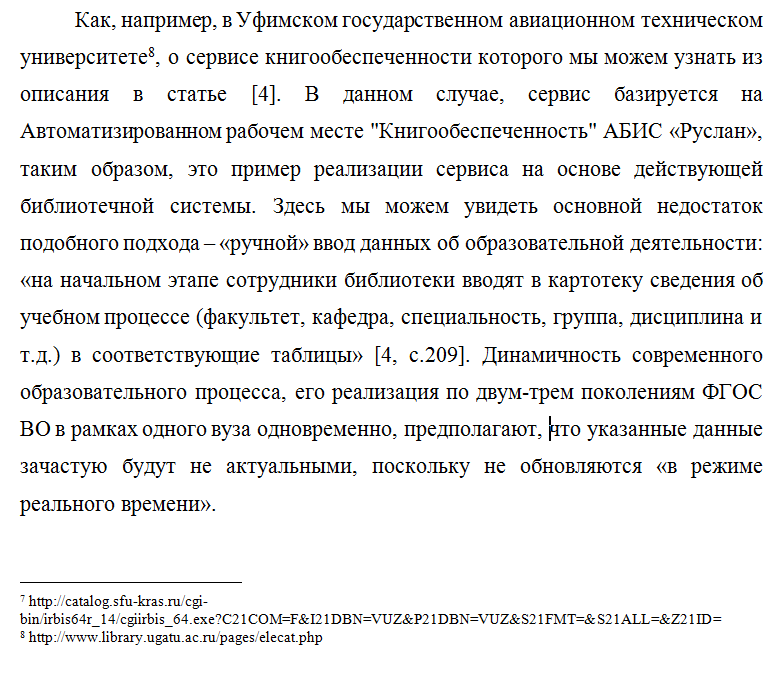 Как, например, в Уфимском государственном авиационном техническом
университете⁸, о сервисе книгообеспеченности которого мы можем узнать из
описания в статье [4]. В данном случае, сервис базируется на
Автоматизированном рабочем месте "Книгообеспеченность" АБИС «Руслан»,
таким образом, это пример реализации сервиса на основе действующей
библиотечной системы. Здесь мы можем увидеть основной недостаток
подобного подхода – «ручной» ввод данных об образовательной деятельности:
«на начальном этапе сотрудники библиотеки вводят в картотеку сведения об
учебном процессе (факультет, кафедра, специальность, группа, дисциплина и
т.д.) в соответствующие таблицы» [4, с.209]. Динамичность современного
образовательного процесса, его реализация по двум-трем поколениям ФГОС
ВО в рамках одного вуза одновременно, предполагают, что указанные данные
зачастую будут не актуальными, поскольку не обновляются «в режиме
реального времени».
⁷ http://catalog.sfu-kras.ru/cgi-
bin/irbis64r_14/cgiirbis_64.exe?C21COM=F&I21DBN=VUZ&P21DBN=VUZ&S21FMT=&S21ALL=&Z21ID=
⁸ http://www.library.ugatu.ac.ru/pages/elecat.php